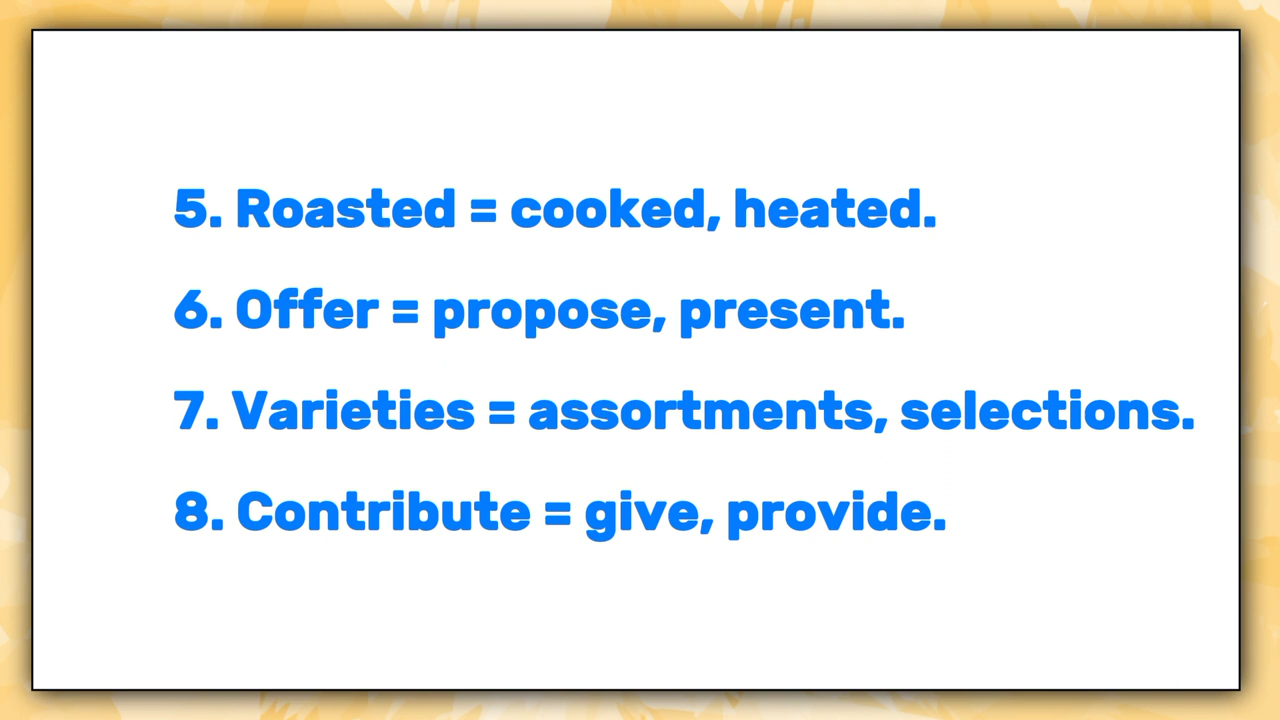 5. Roasted = cooked, heated.
6. Offer = propose, present.
7. Varieties = assortments, selections.
8. Contribute = give, provide.